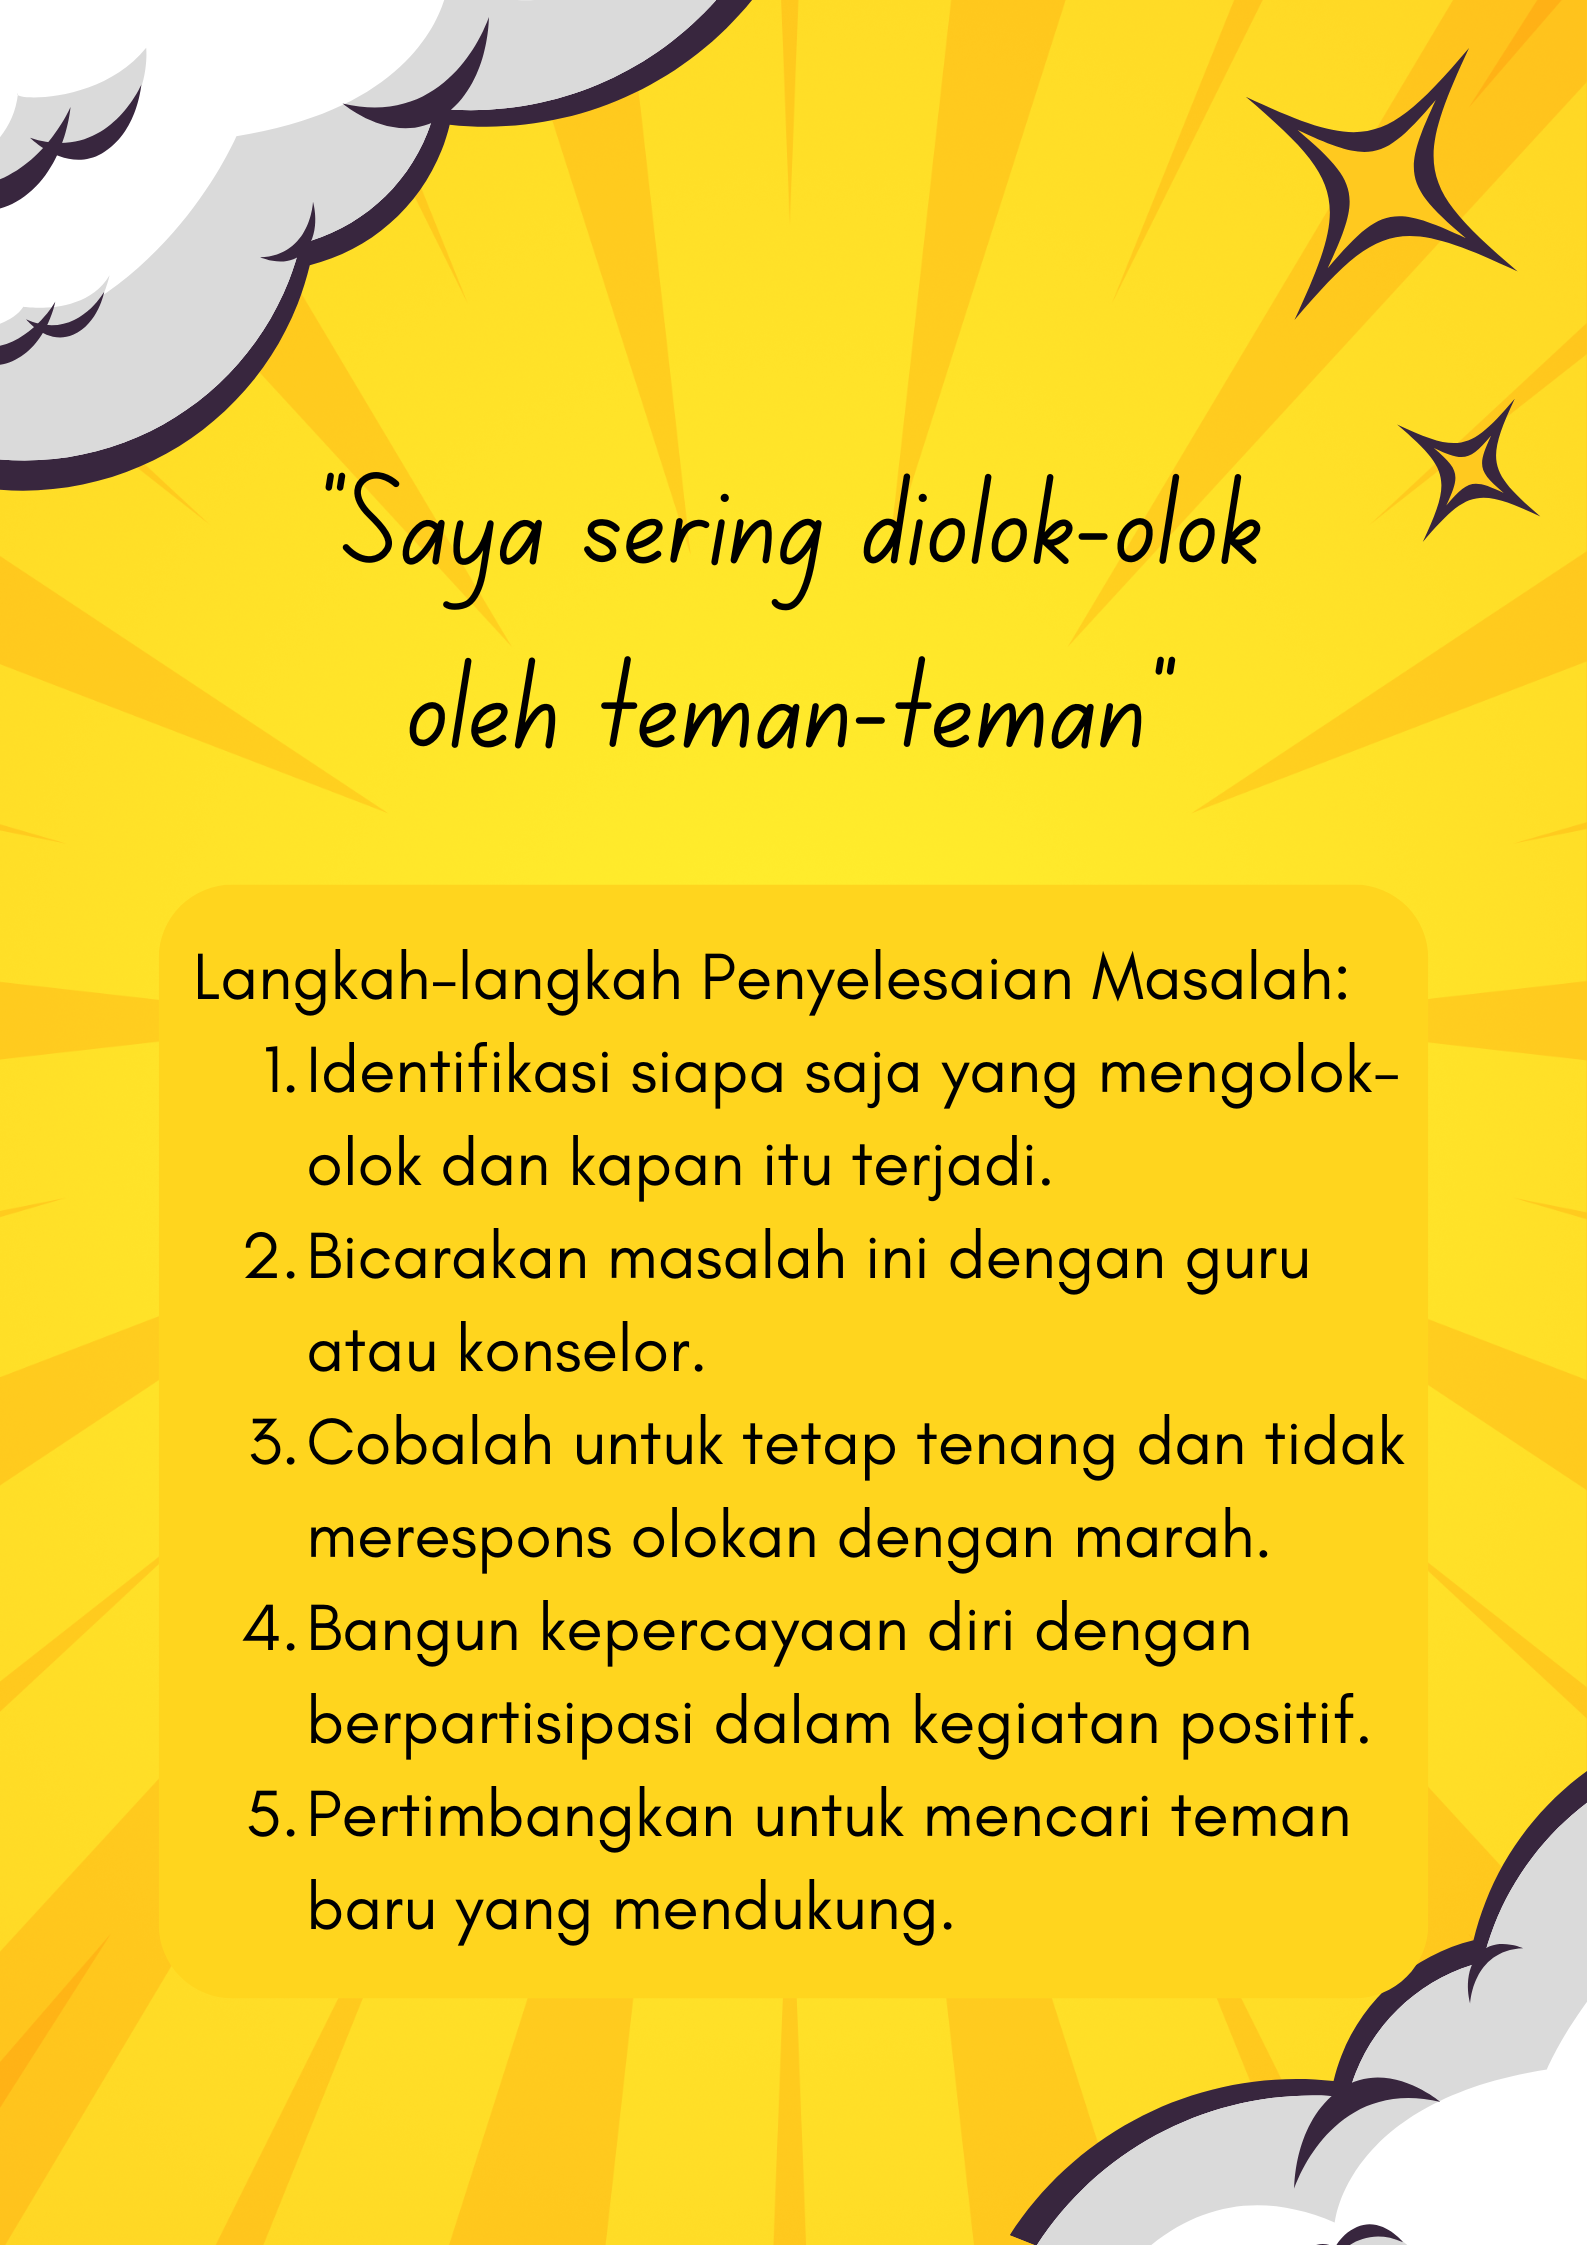 "Saya sering diolok-olok
oleh teman-teman"
Langkah-langkah Penyelesaian Masalah:
1. Identifikasi siapa saja yang mengolok-
olok dan kapan itu terjadi.
2. Bicarakan masalah ini dengan guru
atau konselor.
3. Cobalah untuk tetap tenang dan tidak
merespons olokan dengan marah.
4. Bangun kepercayaan diri dengan
berpartisipasi dalam kegiatan positif.
5. Pertimbangkan untuk mencari teman
baru yang mendukung.